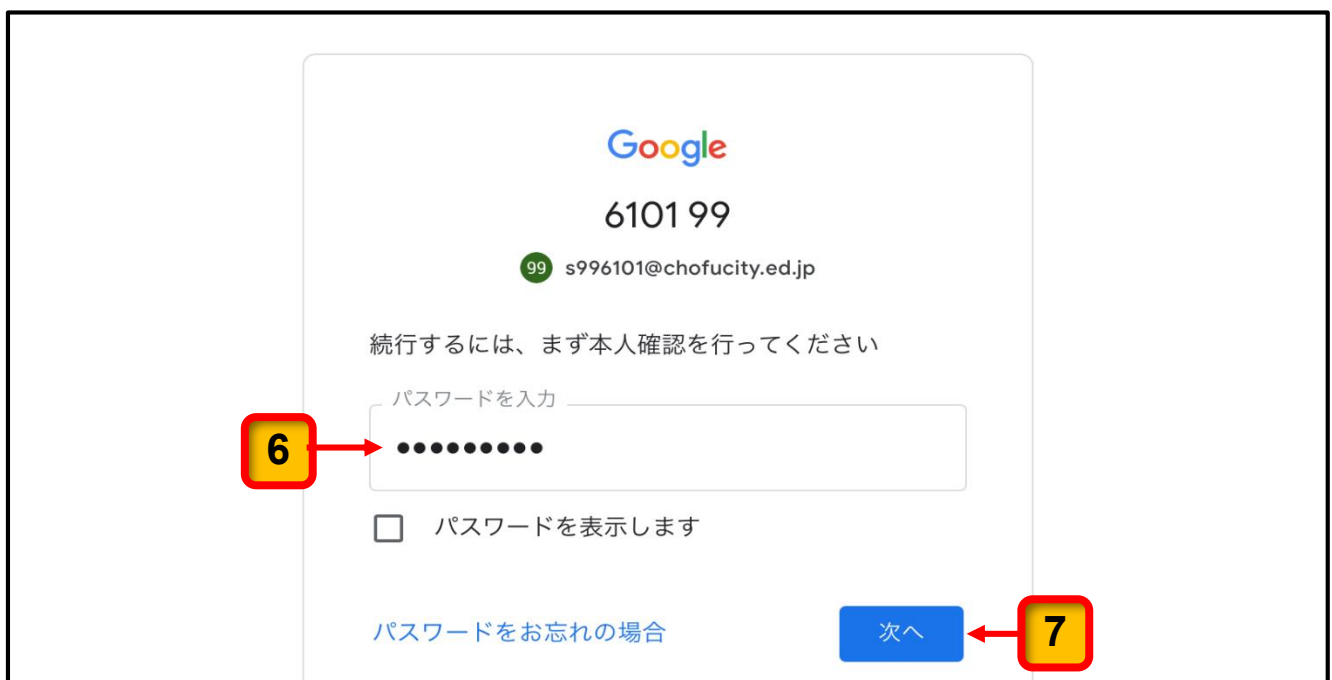 Google
6101 99
99 s996101@chofucity.ed.jp
続行するには、まず本人確認を行ってください
パスワードを入力
6 •••••••••
パスワードを表示します
パスワードをお忘れの場合 次へ 7